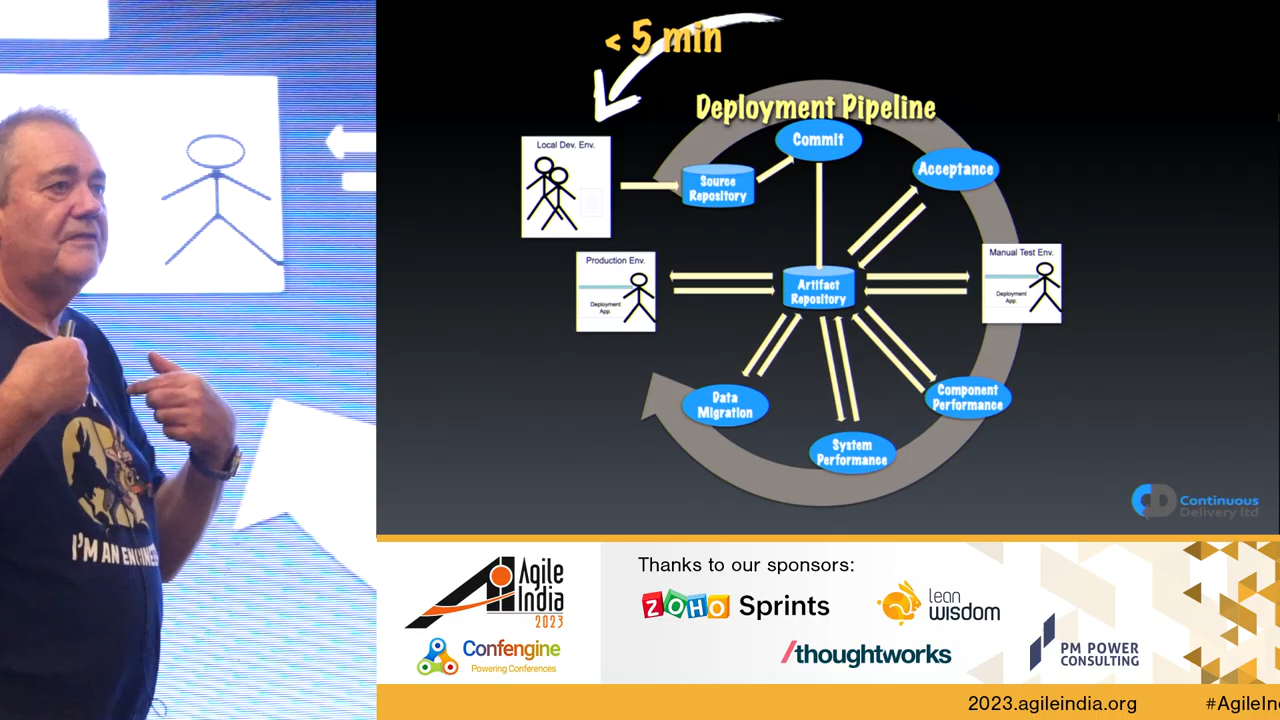 < 5 min
Deployment Pipeline
Local Dev. Env.
Commit
Source
Repository
Acceptance
Production Env.
Deployment
App.
Artifact
Repository
Manual Test Env.
Deployment
App.
Data
Migration
System
Performance
Component
Performance
Continuous
Delivery ltd
I'M AN
Agile
India
2023
Confengine
Powering Conferences
Thanks to our sponsors:
ZOHO Sprints
lean
wisdom
/thoughtworks
PM POWER
CONSULTING
2023.agileindia.org